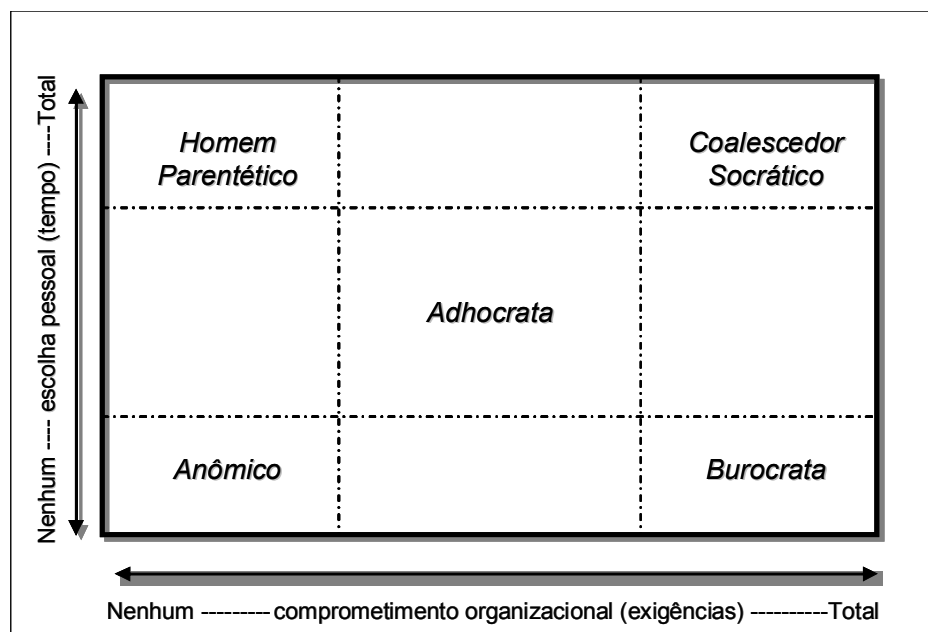 Nenhum ---- escolha pessoal (tempo) ----Total
Homem
Parentético
Coalescedor
Socrático
Adhocrata
Anômico
Burocrata
Nenhum --------- comprometimento organizacional (exigências) ----------Total